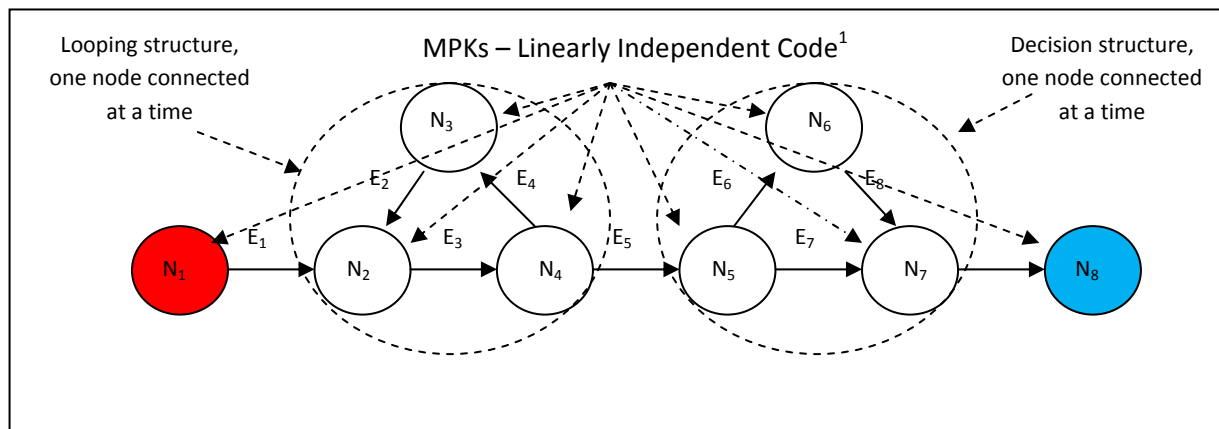 Looping structure,
one node connected
at a time
MPKs – Linearly Independent Code¹
Decision structure,
one node connected
at a time
N₃
N₆
E₂
E₄
E₆
E₈
E₁
E₃
E₅
E₇
N₁
N₂
N₄
N₅
N₇
N₈